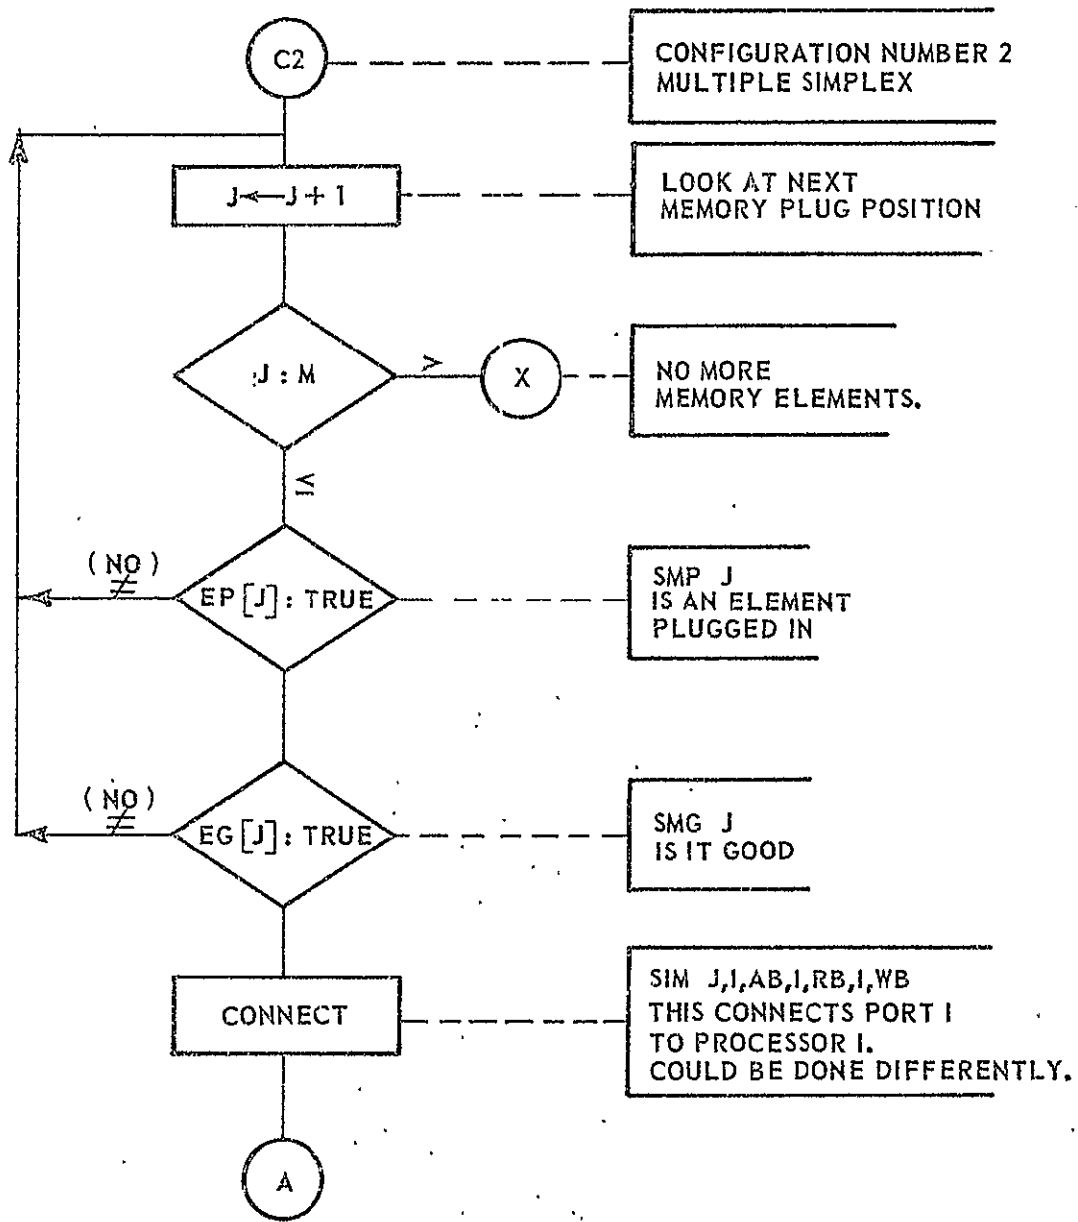 C2
CONFIGURATION NUMBER 2
MULTIPLE SIMPLEX
J ← J + 1
LOOK AT NEXT
MEMORY PLUG POSITION
J : M
>
X
NO MORE
MEMORY ELEMENTS.
≤
(NO)
≠
EP [J] : TRUE
SMP J
IS AN ELEMENT
PLUGGED IN
(NO)
≠
EG [J] : TRUE
SMG J
IS IT GOOD
CONNECT
SIM J,I,AB,I,RB,I,WB
THIS CONNECTS PORT I
TO PROCESSOR I.
COULD BE DONE DIFFERENTLY.
A